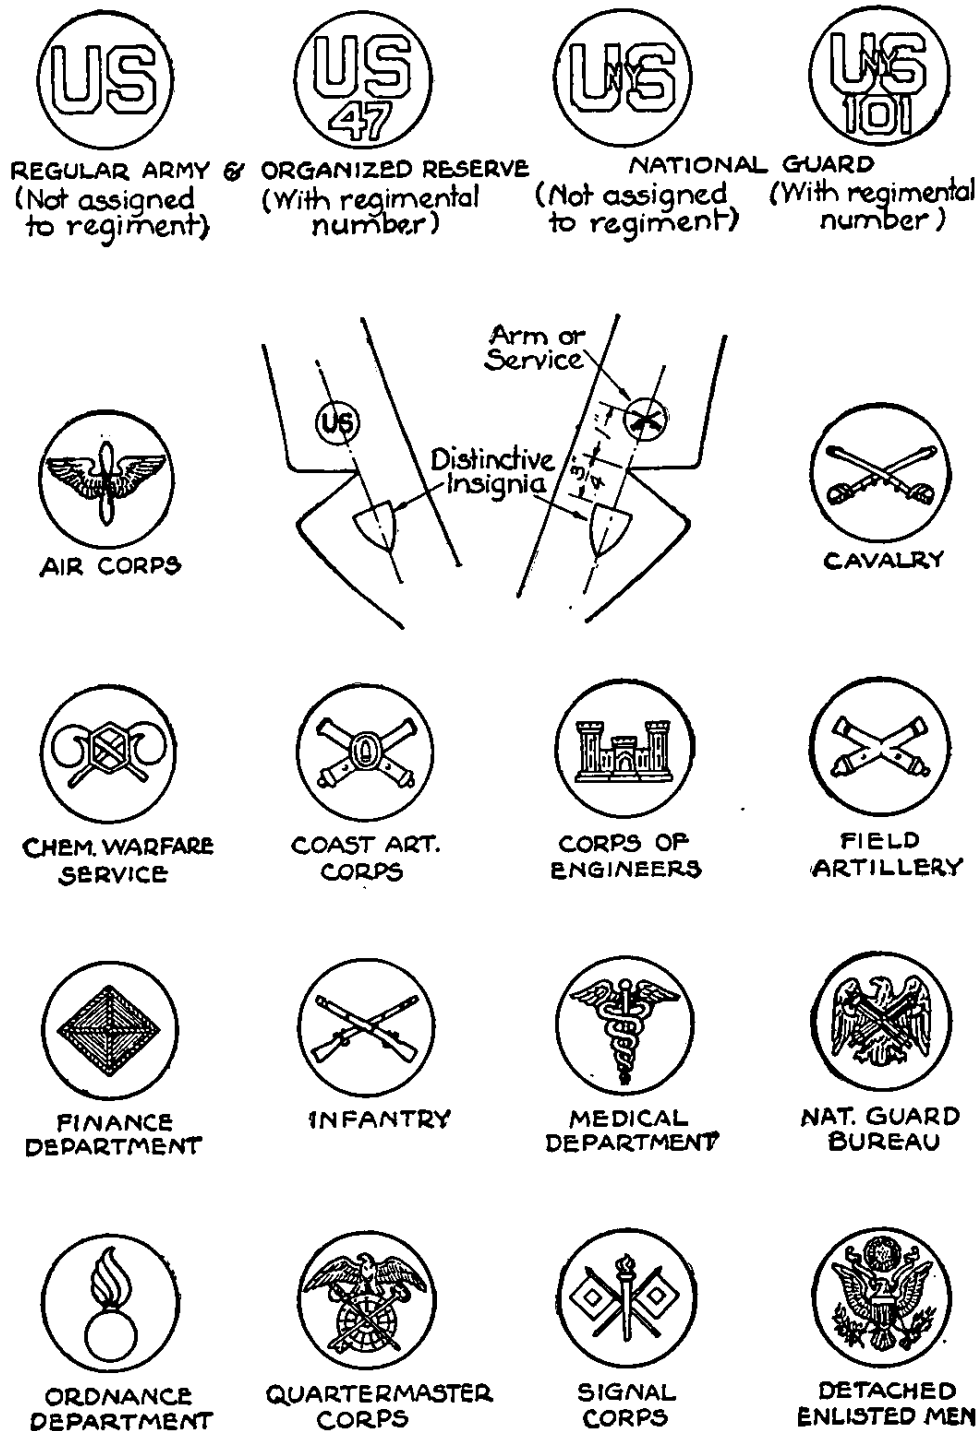 US
US
47
US
NY
US
NY
101
REGULAR ARMY & ORGANIZED RESERVE
(Not assigned
to regiment)
(With regimental
number)
NATIONAL GUARD
(Not assigned
to regiment)
(With regimental
number)
US
Arm or
Service
1"
3/4"
Distinctive
Insignia
AIR CORPS
CAVALRY
CHEM. WARFARE
SERVICE
COAST ART.
CORPS
CORPS OF
ENGINEERS
FIELD
ARTILLERY
FINANCE
DEPARTMENT
INFANTRY
MEDICAL
DEPARTMENT
NAT. GUARD
BUREAU
ORDNANCE
DEPARTMENT
QUARTERMASTER
CORPS
SIGNAL
CORPS
DETACHED
ENLISTED MEN